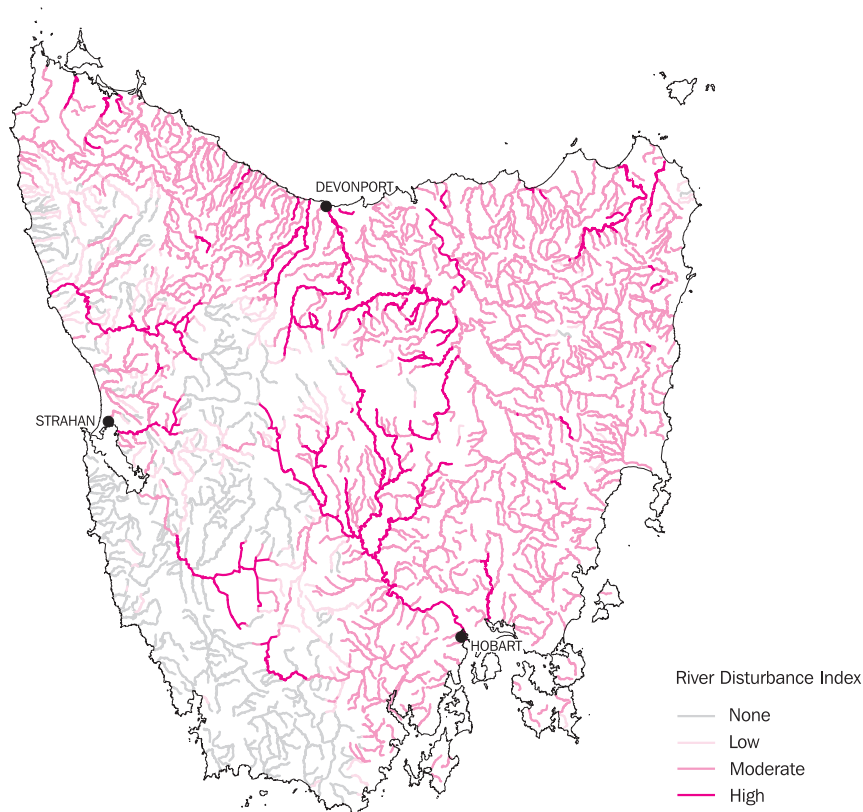 DEVONPORT
STRAHAN
HOBART
River Disturbance Index
None
Low
Moderate
High